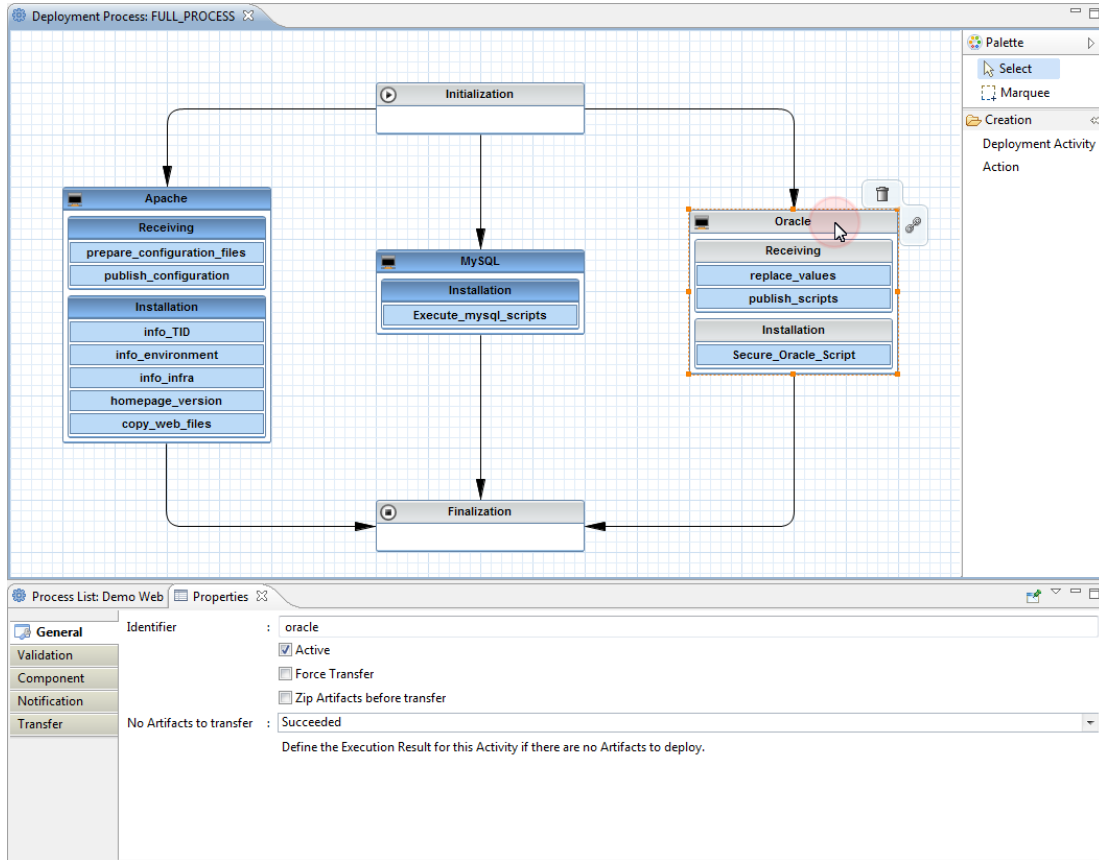 Deployment Process: FULL_PROCESS
Palette
Select
Marquee
Creation
Deployment Activity
Action
Initialization
Apache
Receiving
prepare_configuration_files
publish_configuration
Installation
info_TID
info_environment
info_infra
homepage_version
copy_web_files
MySQL
Installation
Execute_mysql_scripts
Oracle
Receiving
replace_values
publish_scripts
Installation
Secure_Oracle_Script
Finalization
Process List: Demo Web
Properties
General
Validation
Component
Notification
Transfer
Identifier : oracle
Active
Force Transfer
Zip Artifacts before transfer
No Artifacts to transfer : Succeeded
Define the Execution Result for this Activity if there are no Artifacts to deploy.